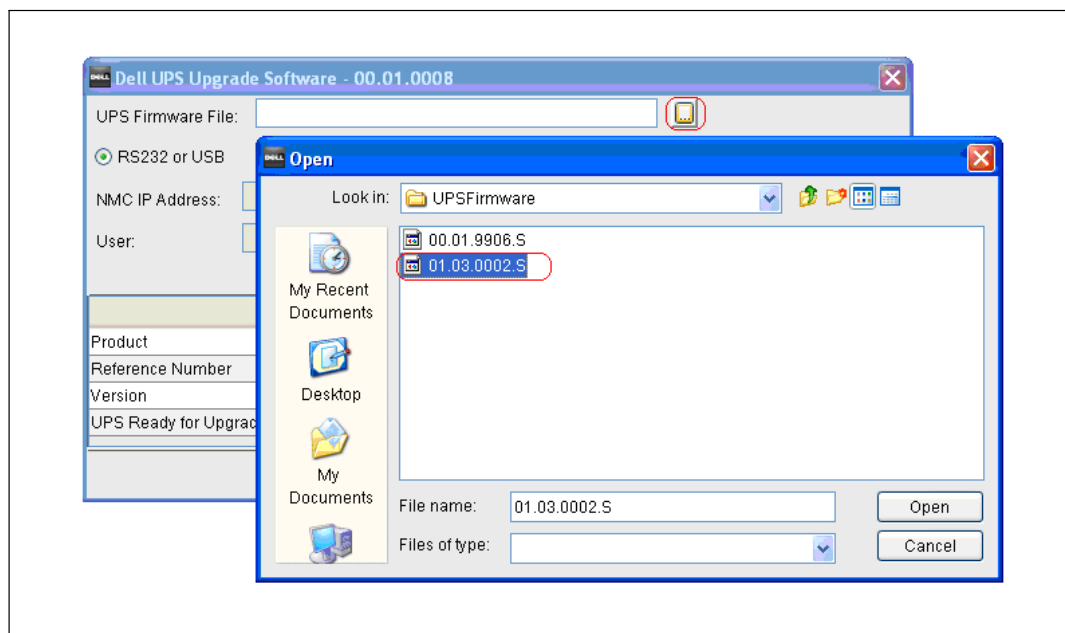 DELL Dell UPS Upgrade Software - 00.01.0008
UPS Firmware File:
RS232 or USB
NMC IP Address:
User:
Product
Reference Number
Version
UPS Ready for Upgrad
DELL Open
Look in:
UPSFirmware
00.01.9906.S
01.03.0002.S
My Recent
Documents
Desktop
My
Documents
File name:
01.03.0002.S
Open
Files of type:
Cancel